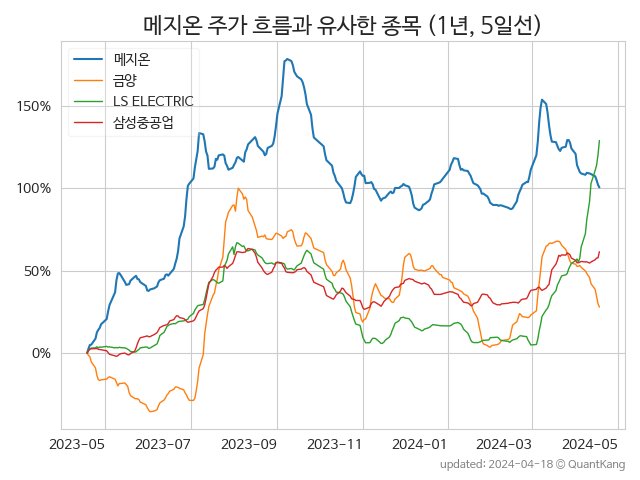 메지온 주가 흐름과 유사한 종목 (1년, 5일선)
메지온
금양
LS ELECTRIC
삼성중공업
150%
100%
50%
0%
2023-05 2023-07 2023-09 2023-11 2024-01 2024-03 2024-05
updated: 2024-04-18 © QuantKang